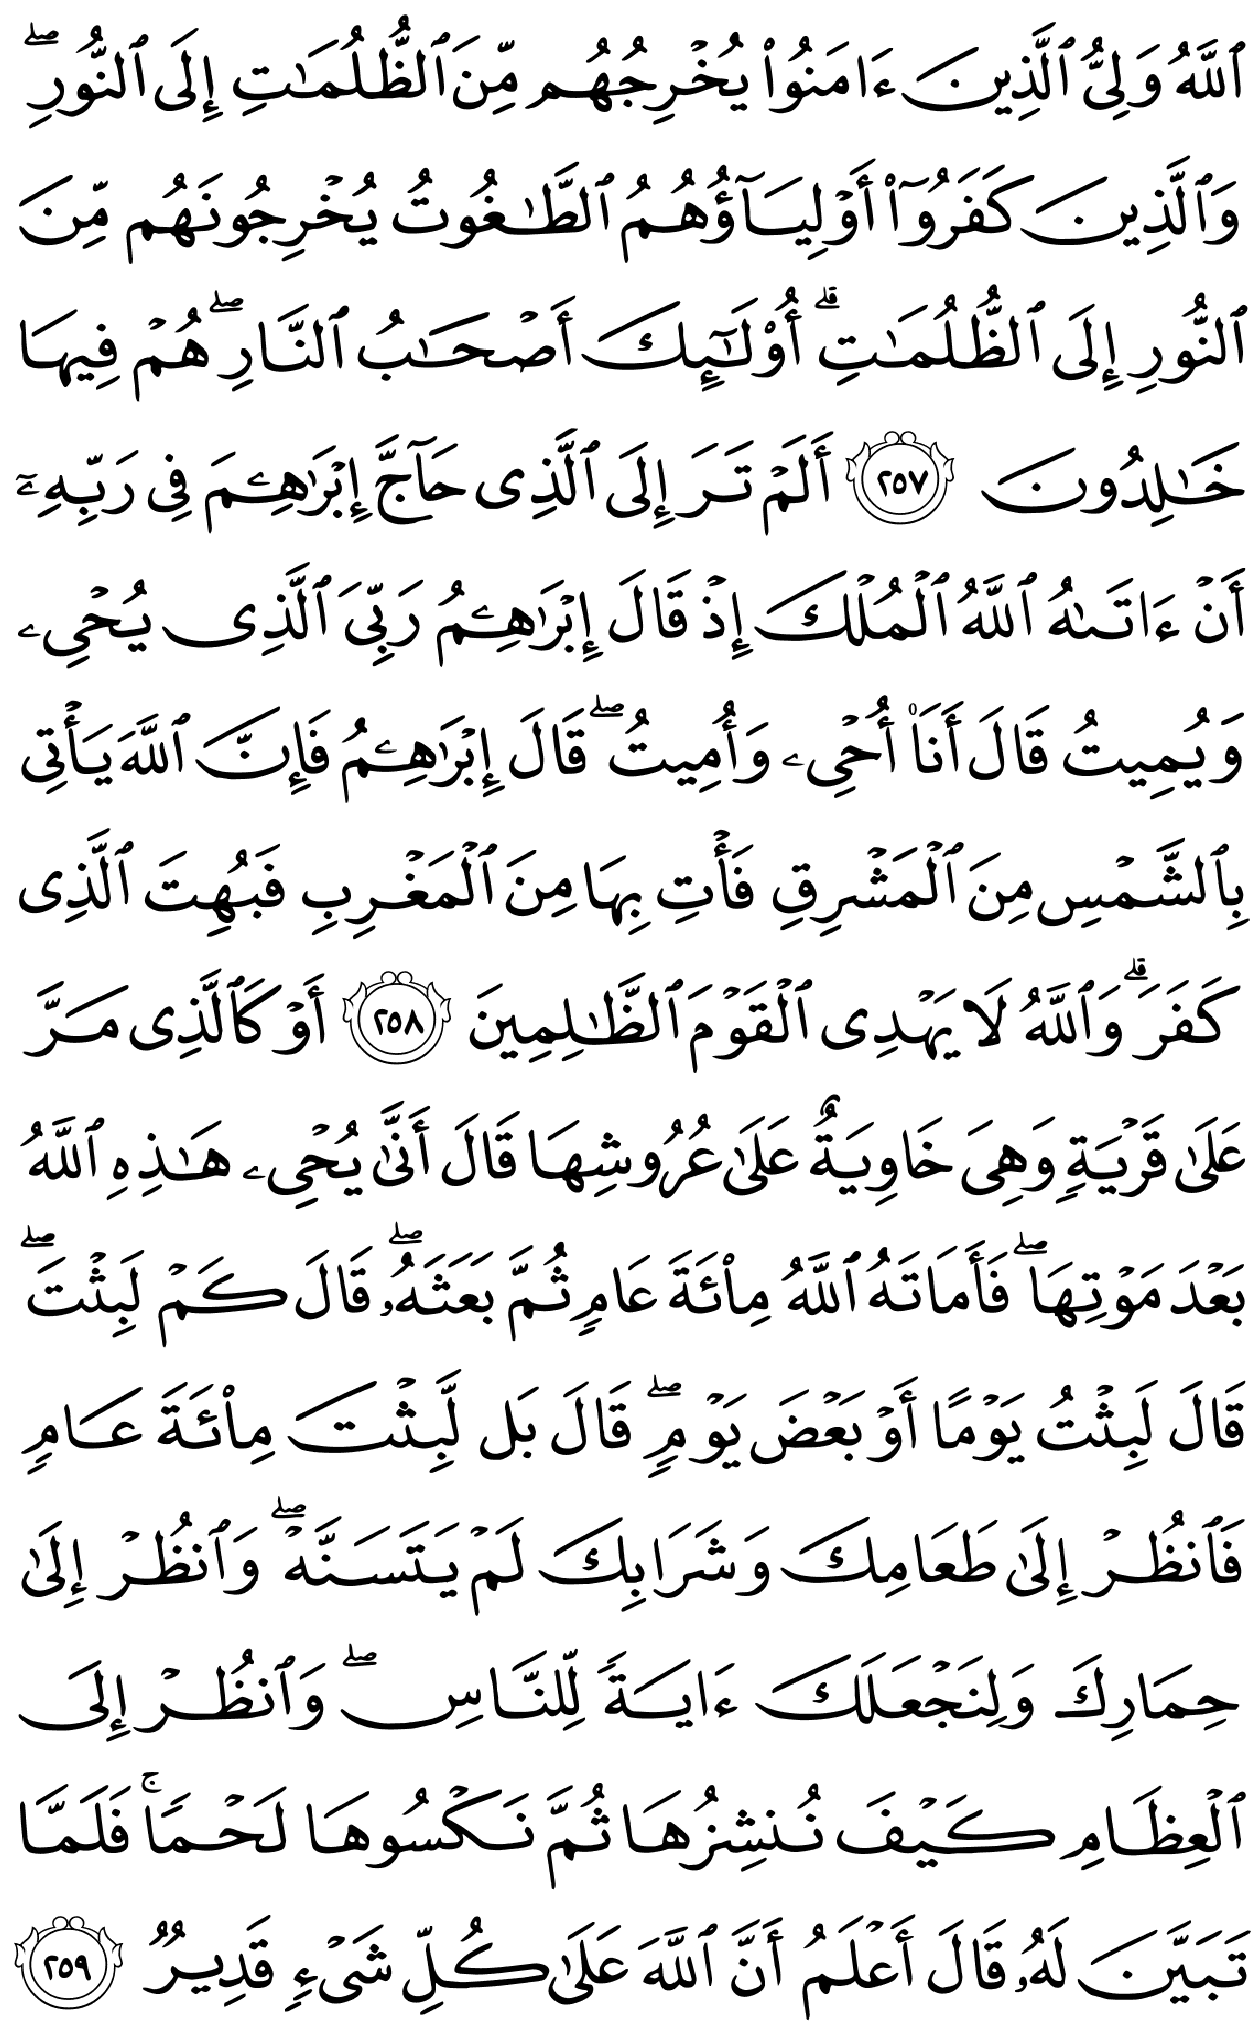 ٱللَّهُ وَلِيُّ ٱلَّذِينَ ءَامَنُوا۟ يُخْرِجُهُم مِّنَ ٱلظُّلُمَـٰتِ إِلَى ٱلنُّورِ ۖ
وَٱلَّذِينَ كَفَرُوٓا۟ أَوْلِيَآؤُهُمُ ٱلطَّـٰغُوتُ يُخْرِجُونَهُم مِّنَ
ٱلنُّورِ إِلَى ٱلظُّلُمَـٰتِ ۗ أُو۟لَـٰٓئِكَ أَصْحَـٰبُ ٱلنَّارِ ۖ هُمْ فِيهَا
خَـٰلِدُونَ ٢٥٧ أَلَمْ تَرَ إِلَى ٱلَّذِى حَآجَّ إِبْرَٰهِـۧمَ فِى رَبِّهِۦٓ
أَنْ ءَاتَىٰهُ ٱللَّهُ ٱلْمُلْكَ إِذْ قَالَ إِبْرَٰهِـۧمُ رَبِّىَ ٱلَّذِى يُحْىِۦ
وَيُمِيتُ قَالَ أَنَا۠ أُحْىِۦ وَأُمِيتُ ۖ قَالَ إِبْرَٰهِـۧمُ فَإِنَّ ٱللَّهَ يَأْتِى
بِٱلشَّمْسِ مِنَ ٱلْمَشْرِقِ فَأْتِ بِهَا مِنَ ٱلْمَغْرِبِ فَبُهِتَ ٱلَّذِى
كَفَرَ ۗ وَٱللَّهُ لَا يَهْدِى ٱلْقَوْمَ ٱلظَّـٰلِمِينَ ٢٥٨ أَوْ كَٱلَّذِى مَرَّ
عَلَىٰ قَرْيَةٍ وَهِىَ خَاوِيَةٌ عَلَىٰ عُرُوشِهَا قَالَ أَنَّىٰ يُحْىِۦ هَـٰذِهِ ٱللَّهُ
بَعْدَ مَوْتِهَا ۖ فَأَمَاتَهُ ٱللَّهُ مِا۟ئَةَ عَامٍ ثُمَّ بَعَثَهُۥ ۖ قَالَ كَمْ لَبِثْتَ ۖ
قَالَ لَبِثْتُ يَوْمًا أَوْ بَعْضَ يَوْمٍ ۖ قَالَ بَل لَّبِثْتَ مِا۟ئَةَ عَامٍ
فَٱنظُرْ إِلَىٰ طَعَامِكَ وَشَرَابِكَ لَمْ يَتَسَنَّهْ ۖ وَٱنظُرْ إِلَىٰ
حِمَارِكَ وَلِنَجْعَلَكَ ءَايَةً لِّلنَّاسِ ۖ وَٱنظُرْ إِلَى
ٱلْعِظَامِ كَيْفَ نُنشِزُهَا ثُمَّ نَكْسُوهَا لَحْمًا ۚ فَلَمَّا
تَبَيَّنَ لَهُۥ قَالَ أَعْلَمُ أَنَّ ٱللَّهَ عَلَىٰ كُلِّ شَىْءٍ قَدِيرٌ ٢٥٩